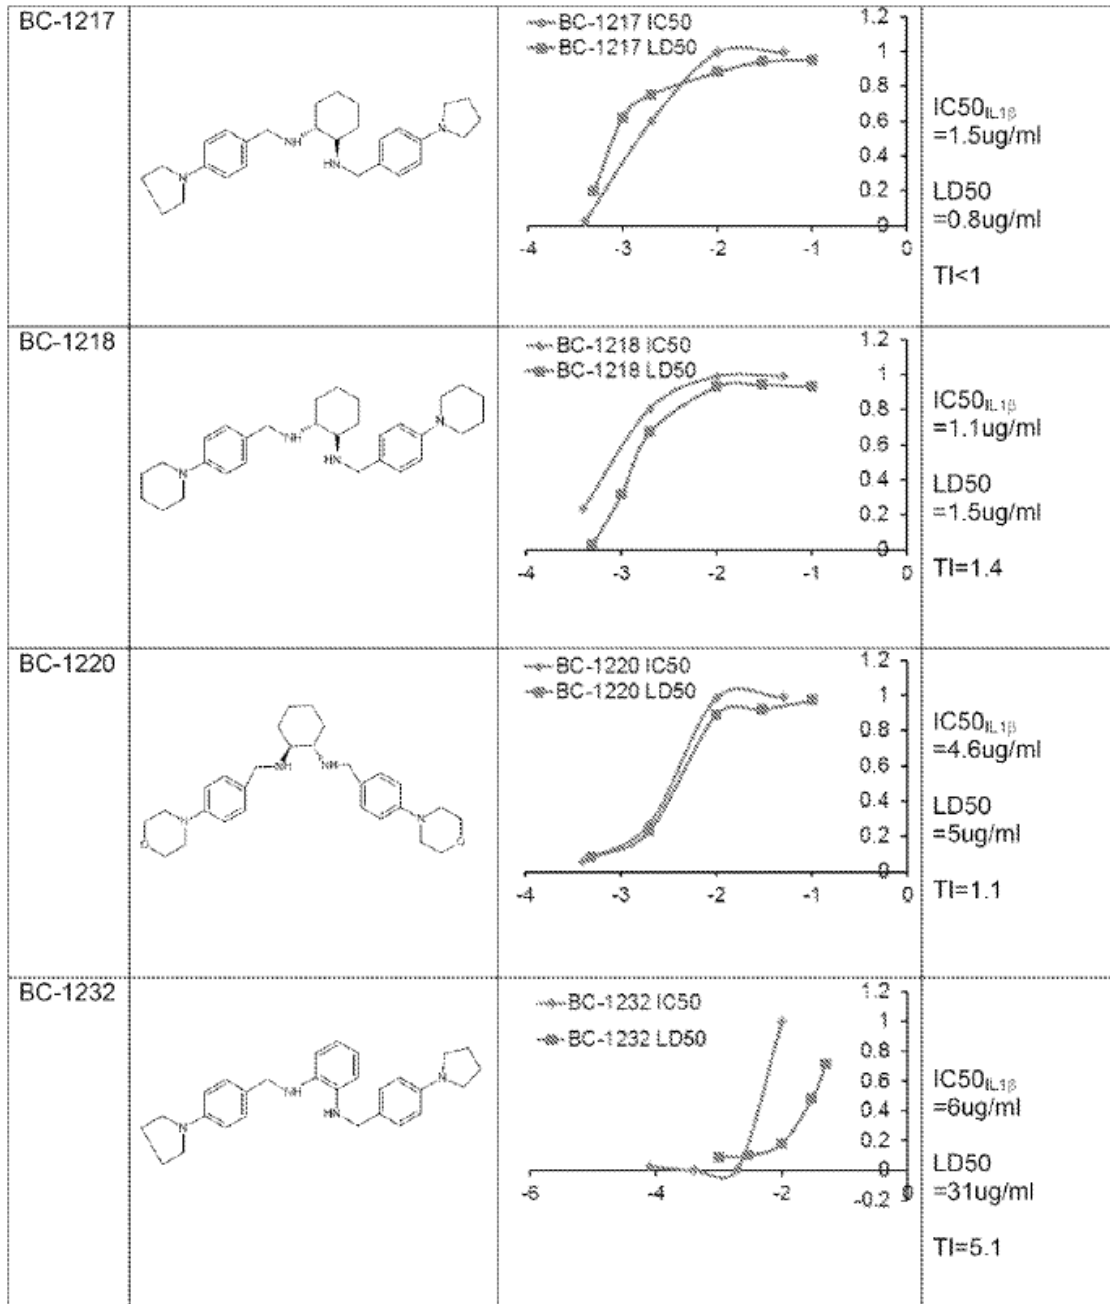 BC-1217
BC-1217 IC50
BC-1217 LD50
1.2
1
0.8
0.6
0.4
0.2
0
-4
-3
-2
-1
0
NH
HN
N
N
IC50IL1β
=1.5ug/ml
LD50
=0.8ug/ml
TI<1
BC-1218
BC-1218 IC50
BC-1218 LD50
1.2
1
0.8
0.6
0.4
0.2
0
-4
-3
-2
-1
0
NH
HN
N
N
IC50IL1β
=1.1ug/ml
LD50
=1.5ug/ml
TI=1.4
BC-1220
BC-1220 IC50
BC-1220 LD50
1.2
1
0.8
0.6
0.4
0.2
0
-4
-3
-2
-1
0
NH
NH
N
N
O
O
IC50IL1β
=4.6ug/ml
LD50
=5ug/ml
TI=1.1
BC-1232
BC-1232 IC50
BC-1232 LD50
1.2
1
0.8
0.6
0.4
0.2
0
-0.2
-6
-4
-2
0
NH
HN
N
N
IC50IL1β
=6ug/ml
LD50
=31ug/ml
TI=5.1